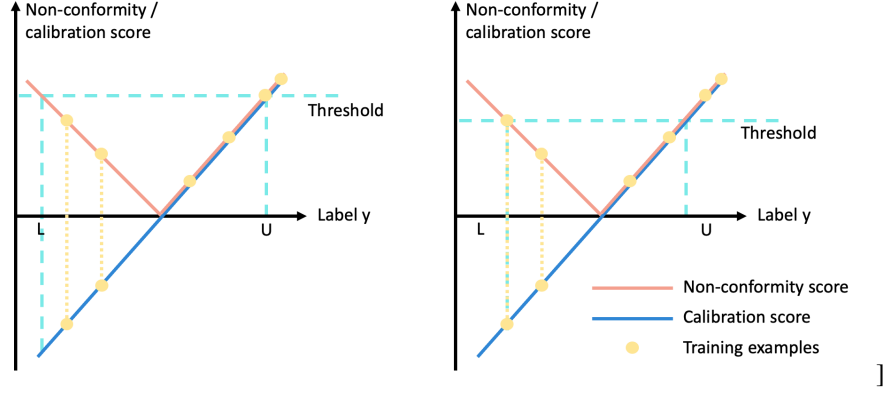 Non-conformity /
calibration score
Threshold
Label y
L
U
Non-conformity /
calibration score
Threshold
Label y
L
U
Non-conformity score
Calibration score
Training examples
]